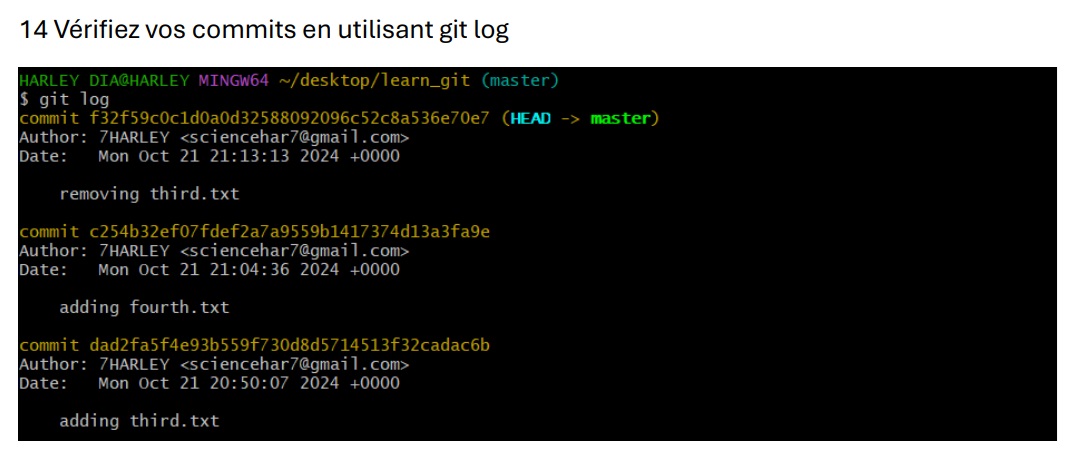 14 Vérifiez vos commits en utilisant git log
HARLEY DIA@HARLEY MINGW64 ~/desktop/learn_git (master)
$ git log
commit f32f59c0c1d0a0d32588092096c52c8a536e70e7 (HEAD -> master)
Author: 7HARLEY <sciencehar7@gmail.com>
Date:   Mon Oct 21 21:13:13 2024 +0000
    removing third.txt
commit c254b32ef07fdef2a7a9559b1417374d13a3fa9e
Author: 7HARLEY <sciencehar7@gmail.com>
Date:   Mon Oct 21 21:04:36 2024 +0000
    adding fourth.txt
commit dad2fa5f4e93b559f730d8d5714513f32cadac6b
Author: 7HARLEY <sciencehar7@gmail.com>
Date:   Mon Oct 21 20:50:07 2024 +0000
    adding third.txt